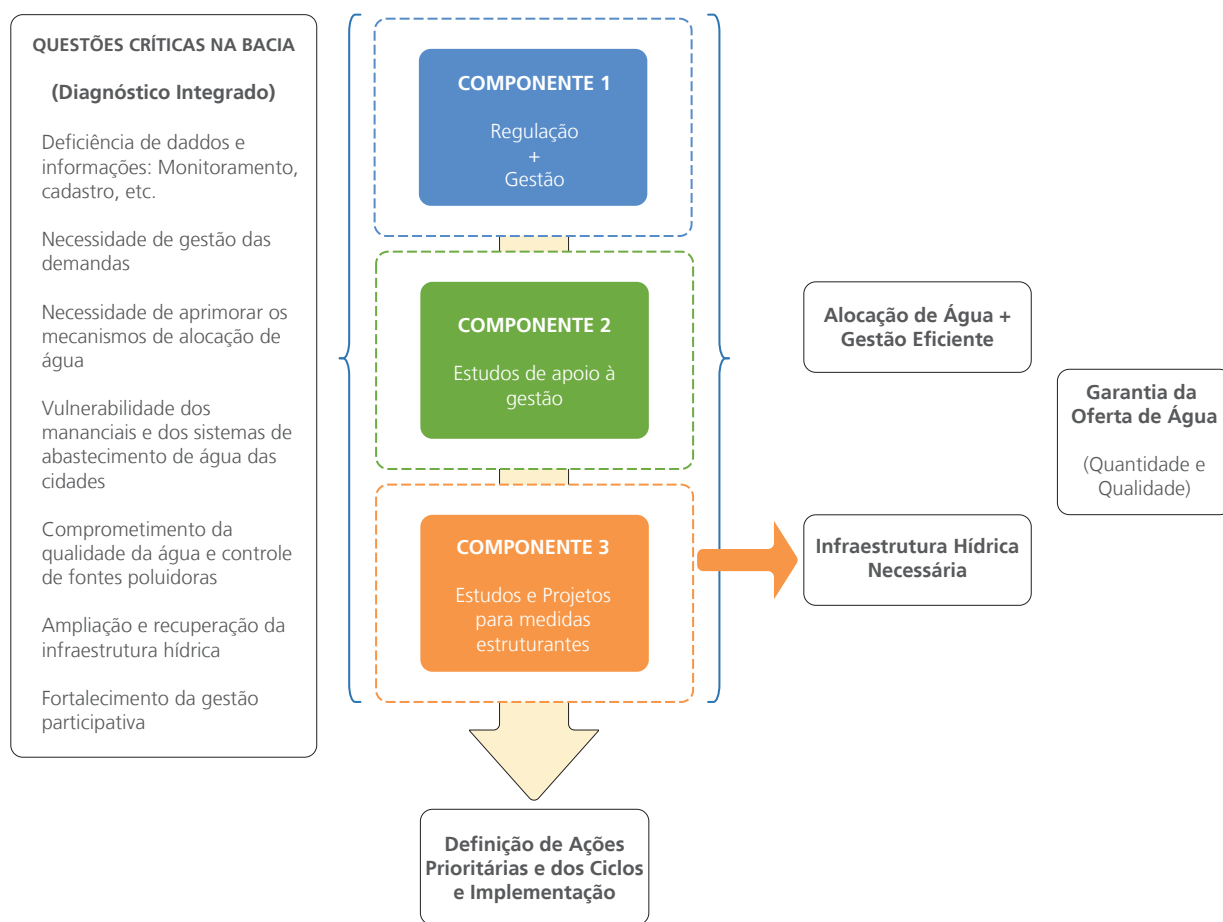 QUESTÕES CRÍTICAS NA BACIA
(Diagnóstico Integrado)
Deficiência de daddos e
informações: Monitoramento,
cadastro, etc.
Necessidade de gestão das
demandas
Necessidade de aprimorar os
mecanismos de alocação de
água
Vulnerabilidade dos
mananciais e dos sistemas de
abastecimento de água das
cidades
Comprometimento da
qualidade da água e controle
de fontes poluidoras
Ampliação e recuperação da
infraestrutura hídrica
Fortalecimento da gestão
participativa
COMPONENTE 1
Regulação
+
Gestão
COMPONENTE 2
Estudos de apoio à
gestão
COMPONENTE 3
Estudos e Projetos
para medidas
estruturantes
Definição de Ações
Prioritárias e dos Ciclos
e Implementação
Alocação de Água +
Gestão Eficiente
Infraestrutura Hídrica
Necessária
Garantia da
Oferta de Água
(Quantidade e
Qualidade)